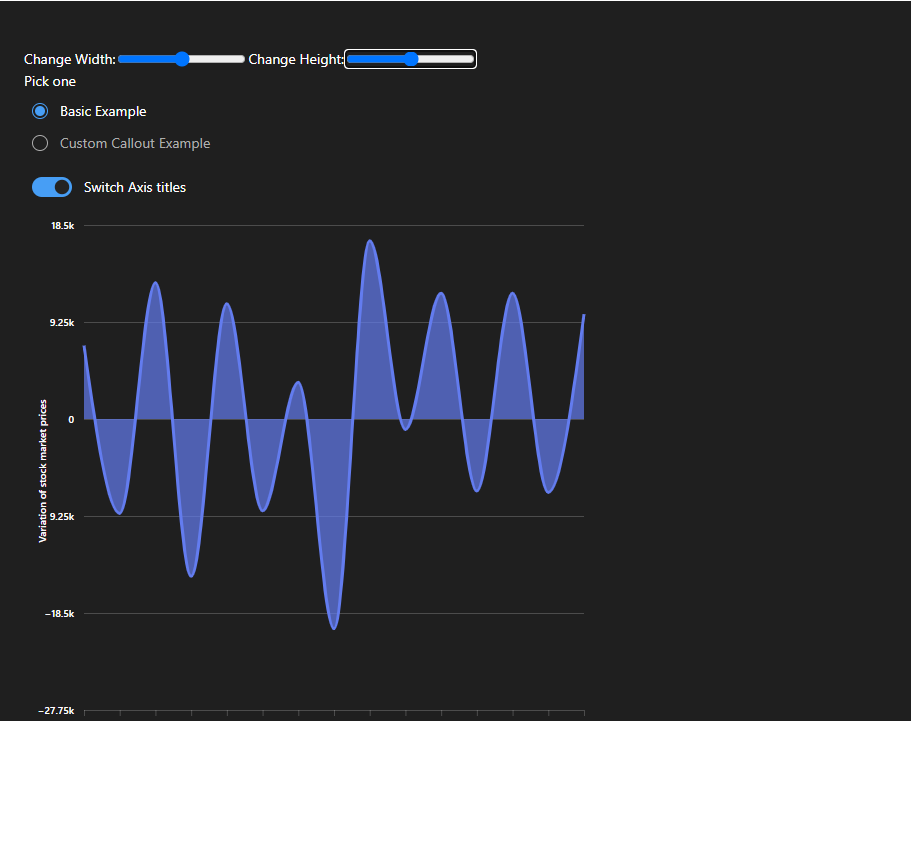 Change Width: Change Height:
Pick one
Basic Example
Custom Callout Example
Switch Axis titles
18.5k
9.25k
0
Variation of stock market prices
9.25k
−18.5k
−27.75k